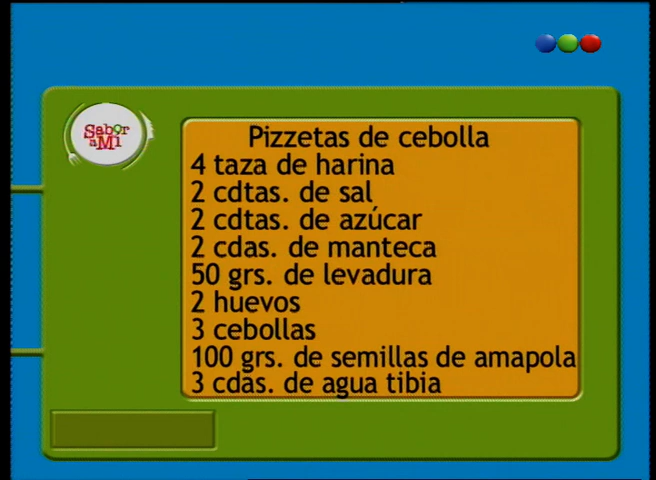 Sabor
a Mí
Pizzetas de cebolla
4 taza de harina
2 cdtas. de sal
2 cdtas. de azúcar
2 cdas. de manteca
50 grs. de levadura
2 huevos
3 cebollas
100 grs. de semillas de amapola
3 cdas. de agua tibia